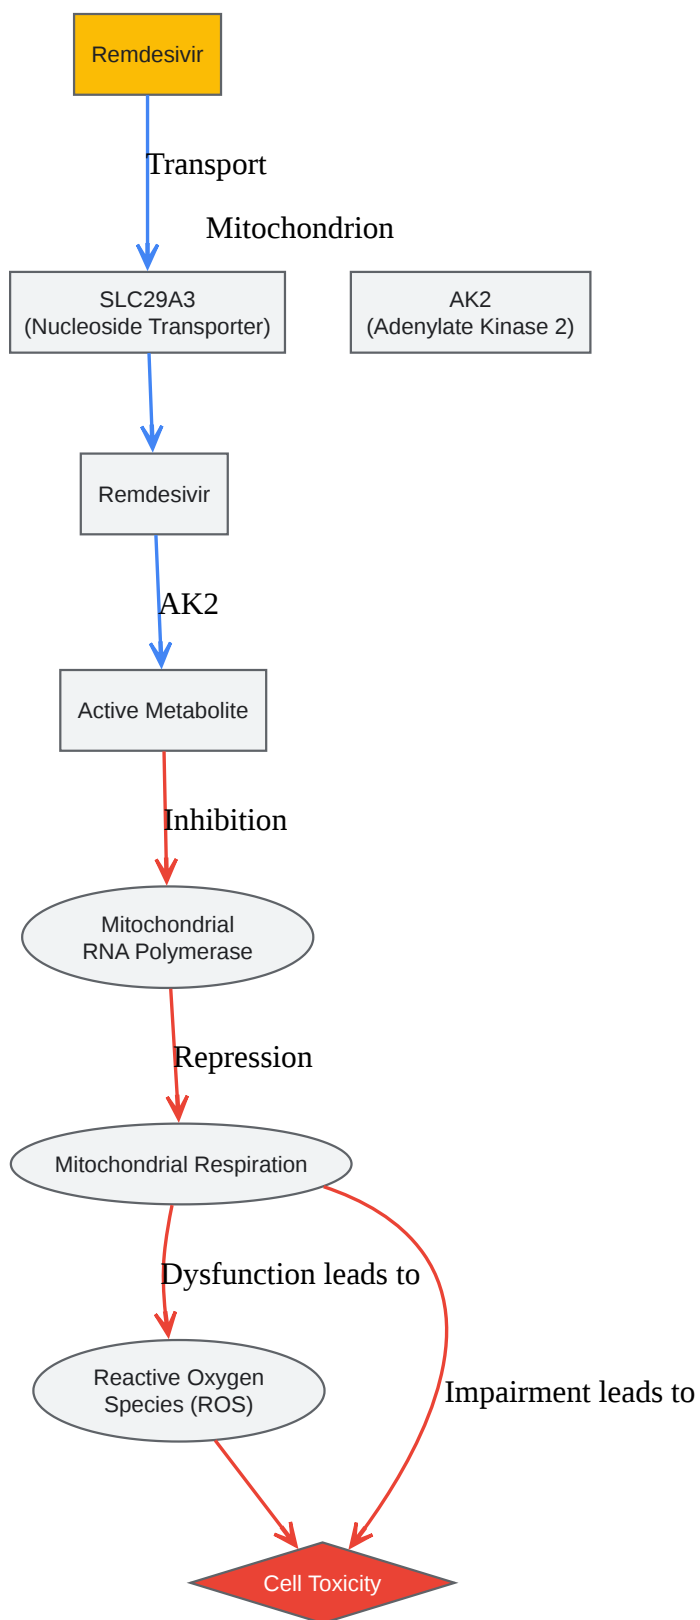 Remdesivir
Transport
Mitochondrion
SLC29A3
(Nucleoside Transporter)
AK2
(Adenylate Kinase 2)
Remdesivir
AK2
Active Metabolite
Inhibition
Mitochondrial
RNA Polymerase
Repression
Mitochondrial Respiration
Dysfunction leads to
Reactive Oxygen
Species (ROS)
Impairment leads to
Cell Toxicity